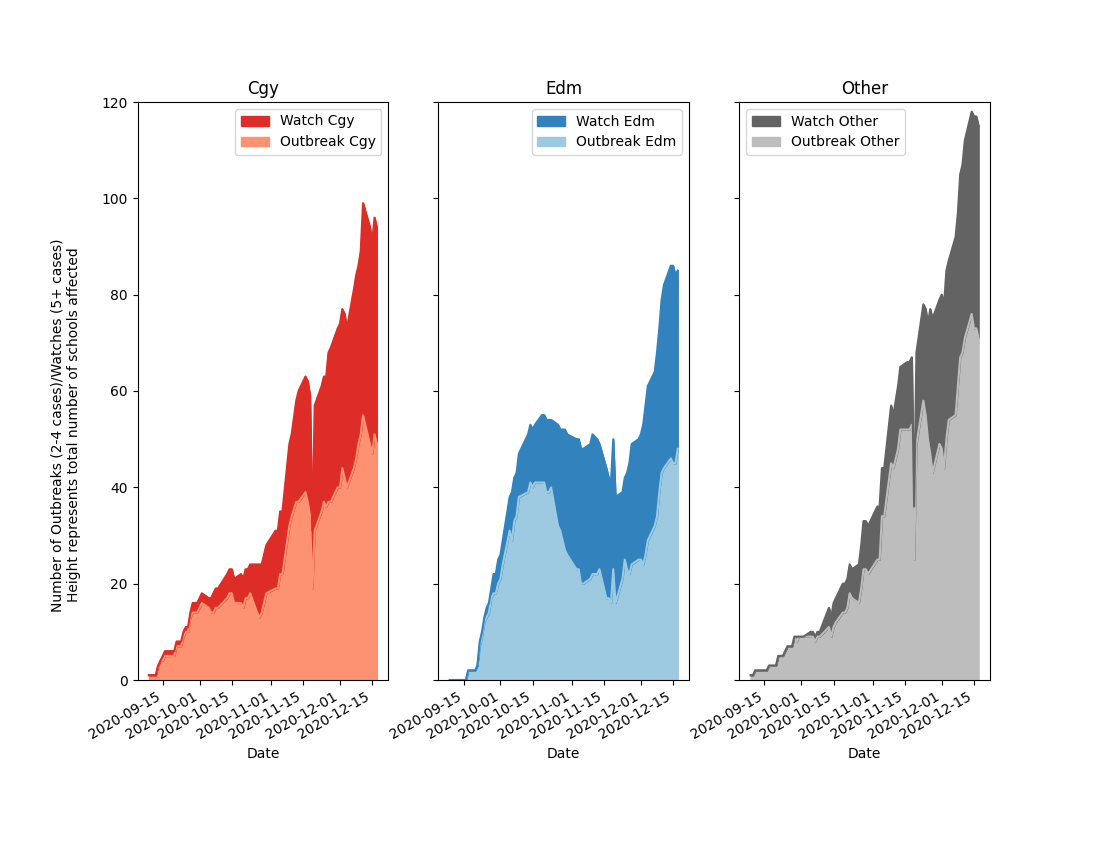 Cgy
Edm
Other
Number of Outbreaks (2-4 cases)/Watches (5+ cases)
Height represents total number of schools affected
120
100
80
60
40
20
0
Watch Cgy
Outbreak Cgy
Watch Edm
Outbreak Edm
Watch Other
Outbreak Other
2020-09-15
2020-10-01
2020-10-15
2020-11-01
2020-11-15
2020-12-01
2020-12-15
2020-09-15
2020-10-01
2020-10-15
2020-11-01
2020-11-15
2020-12-01
2020-12-15
2020-09-15
2020-10-01
2020-10-15
2020-11-01
2020-11-15
2020-12-01
2020-12-15
Date
Date
Date